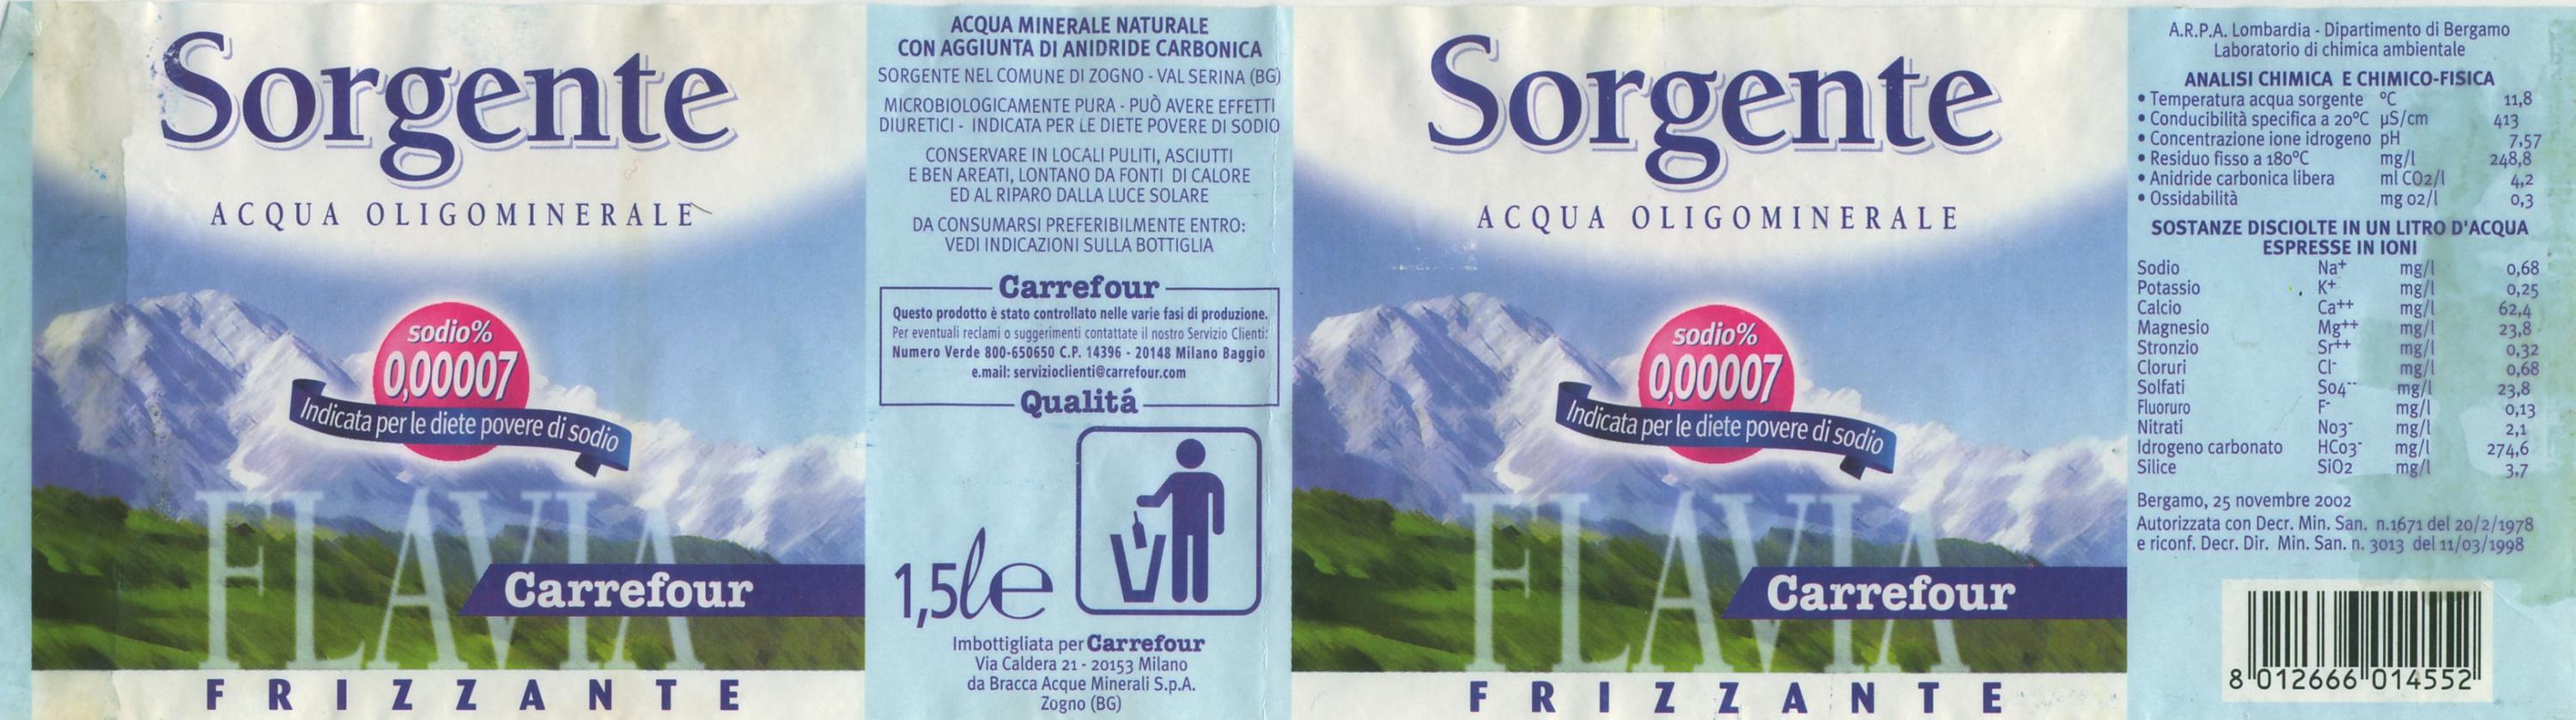 Sorgente
ACQUA OLIGOMINERALE
sodio%
0,00007
Indicata per le diete povere di sodio
FLAVIA
Carrefour
FRIZZANTE
ACQUA MINERALE NATURALE
CON AGGIUNTA DI ANIDRIDE CARBONICA
SORGENTE NEL COMUNE DI ZOGNO - VAL SERINA (BG)
MICROBIOLOGICAMENTE PURA - PUÒ AVERE EFFETTI
DIURETICI - INDICATA PER LE DIETE POVERE DI SODIO
CONSERVARE IN LOCALI PULITI, ASCIUTTI
E BEN AREATI, LONTANO DA FONTI DI CALORE
ED AL RIPARO DALLA LUCE SOLARE
DA CONSUMARSI PREFERIBILMENTE ENTRO:
VEDI INDICAZIONI SULLA BOTTIGLIA
Carrefour
Questo prodotto è stato controllato nelle varie fasi di produzione.
Per eventuali reclami o suggerimenti contattate il nostro Servizio Clienti:
Numero Verde 800-650650 C.P. 14396 - 20148 Milano Baggio
e.mail: servizioclienti@carrefour.com
Qualitá
1,5 l e
Imbottigliata per Carrefour
Via Caldera 21 - 20153 Milano
da Bracca Acque Minerali S.p.A.
Zogno (BG)
Sorgente
ACQUA OLIGOMINERALE
sodio%
0,00007
Indicata per le diete povere di sodio
FLAVIA
Carrefour
FRIZZANTE
A.R.P.A. Lombardia - Dipartimento di Bergamo
Laboratorio di chimica ambientale
ANALISI CHIMICA E CHIMICO-FISICA
• Temperatura acqua sorgente °C 11,8
• Conducibilità specifica a 20°C µS/cm 413
• Concentrazione ione idrogeno pH 7,57
• Residuo fisso a 180°C mg/l 248,8
• Anidride carbonica libera ml CO2/l 4,2
• Ossidabilità mg o2/l 0,3
SOSTANZE DISCIOLTE IN UN LITRO D'ACQUA
ESPRESSE IN IONI
Sodio Na+ mg/l 0,68
Potassio K+ mg/l 0,25
Calcio Ca++ mg/l 62,4
Magnesio Mg++ mg/l 23,8
Stronzio Sr++ mg/l 0,32
Cloruri Cl- mg/l 0,68
Solfati So4-- mg/l 23,8
Fluoruro F- mg/l 0,13
Nitrati No3- mg/l 2,1
Idrogeno carbonato HCo3- mg/l 274,6
Silice SiO2 mg/l 3,7
Bergamo, 25 novembre 2002
Autorizzata con Decr. Min. San. n.1671 del 20/2/1978
e riconf. Decr. Dir. Min. San. n. 3013 del 11/03/1998
8 012666 014552